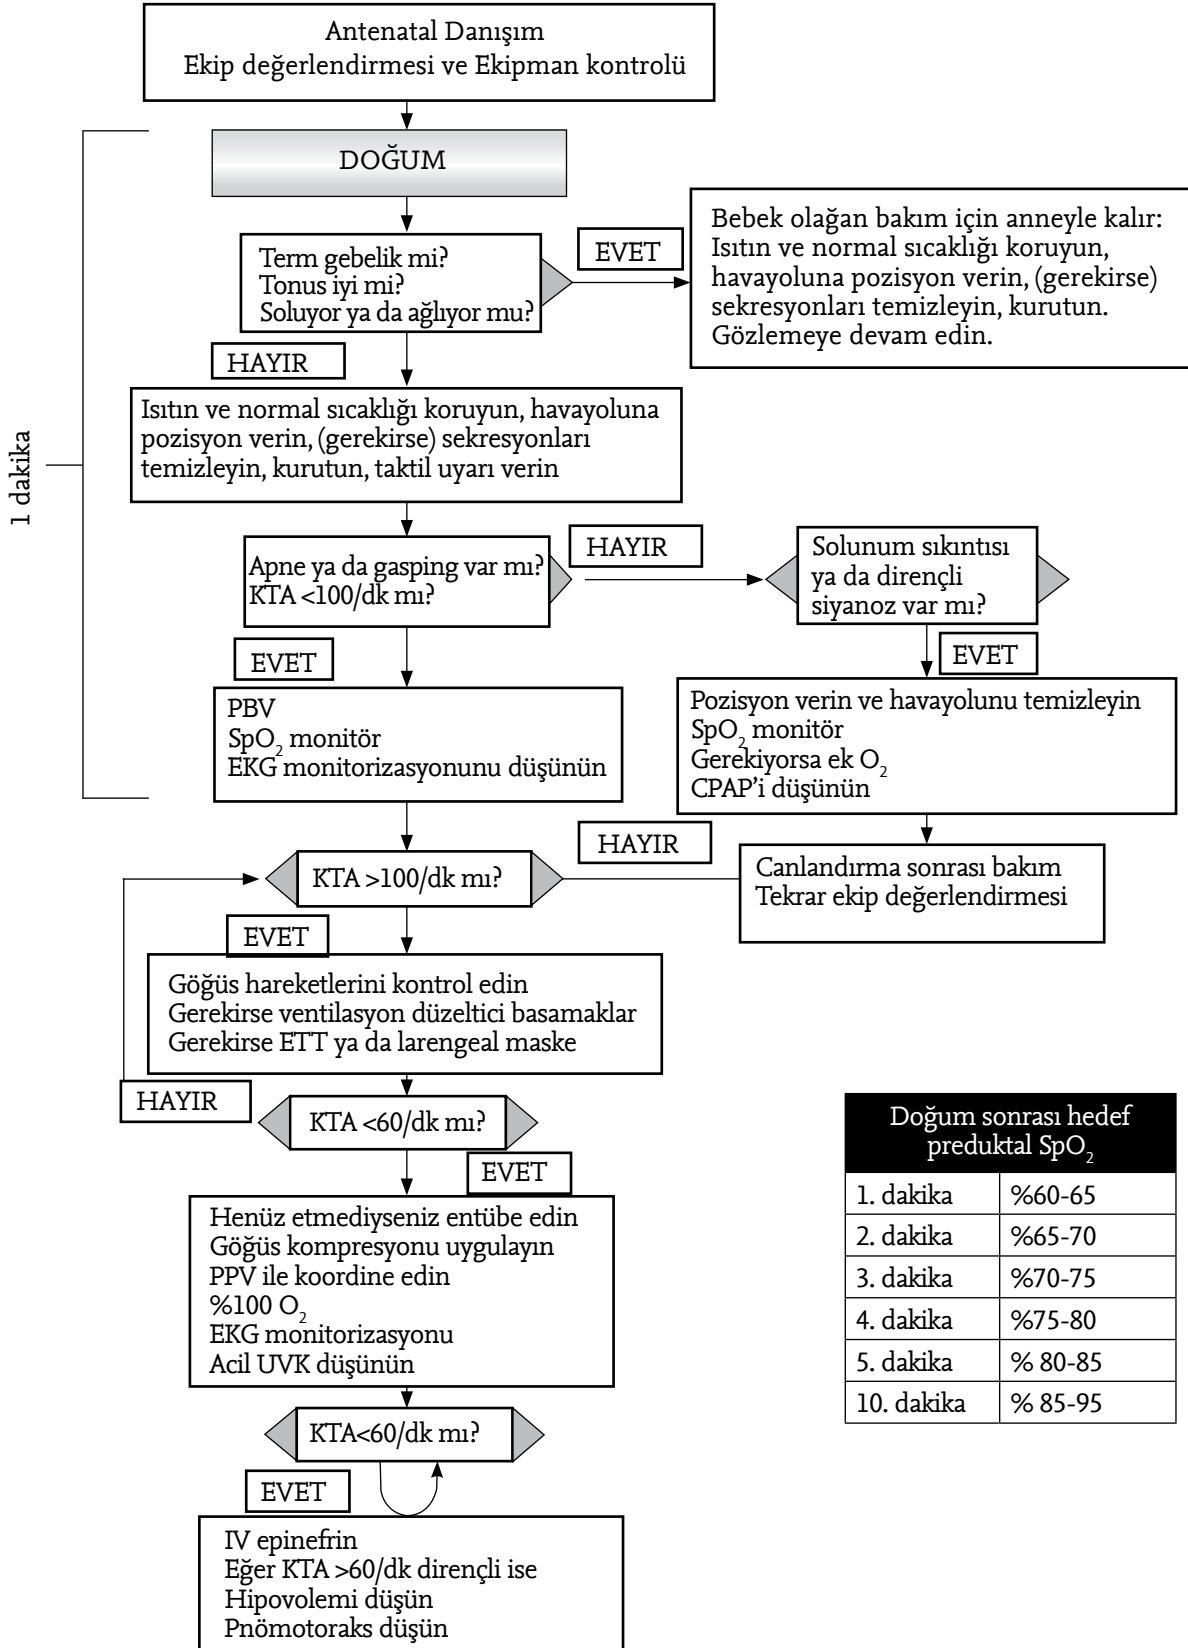 Antenatal Danışım
Ekip değerlendirmesi ve Ekipman kontrolü
DOĞUM
1 dakika
Term gebelik mi?
Tonus iyi mi?
Soluyor ya da ağlıyor mu?
EVET
Bebek olağan bakım için anneyle kalır:
Isıtın ve normal sıcaklığı koruyun,
havayoluna pozisyon verin, (gerekirse)
sekresyonları temizleyin, kurutun.
Gözlemeye devam edin.
HAYIR
Isıtın ve normal sıcaklığı koruyun, havayoluna
pozisyon verin, (gerekirse) sekresyonları
temizleyin, kurutun, taktil uyarı verin
Apne ya da gasping var mı?
KTA <100/dk mı?
HAYIR
Solunum sıkıntısı
ya da dirençli
siyanoz var mı?
EVET
EVET
PBV
SpO₂ monitör
EKG monitorizasyonunu düşünün
Pozisyon verin ve havayolunu temizleyin
SpO₂ monitör
Gerekiyorsa ek O₂
CPAP'i düşünün
KTA >100/dk mı?
HAYIR
Canlandırma sonrası bakım
Tekrar ekip değerlendirmesi
EVET
Göğüs hareketlerini kontrol edin
Gerekirse ventilasyon düzeltici basamaklar
Gerekirse ETT ya da larengeal maske
HAYIR
KTA <60/dk mı?
EVET
Henüz etmediyseniz entübe edin
Göğüs kompresyonu uygulayın
PPV ile koordine edin
%100 O₂
EKG monitorizasyonu
Acil UVK düşünün
KTA<60/dk mı?
EVET
IV epinefrin
Eğer KTA >60/dk dirençli ise
Hipovolemi düşün
Pnömotoraks düşün
Doğum sonrası hedef
preduktal SpO₂
1. dakika %60-65
2. dakika %65-70
3. dakika %70-75
4. dakika %75-80
5. dakika % 80-85
10. dakika % 85-95